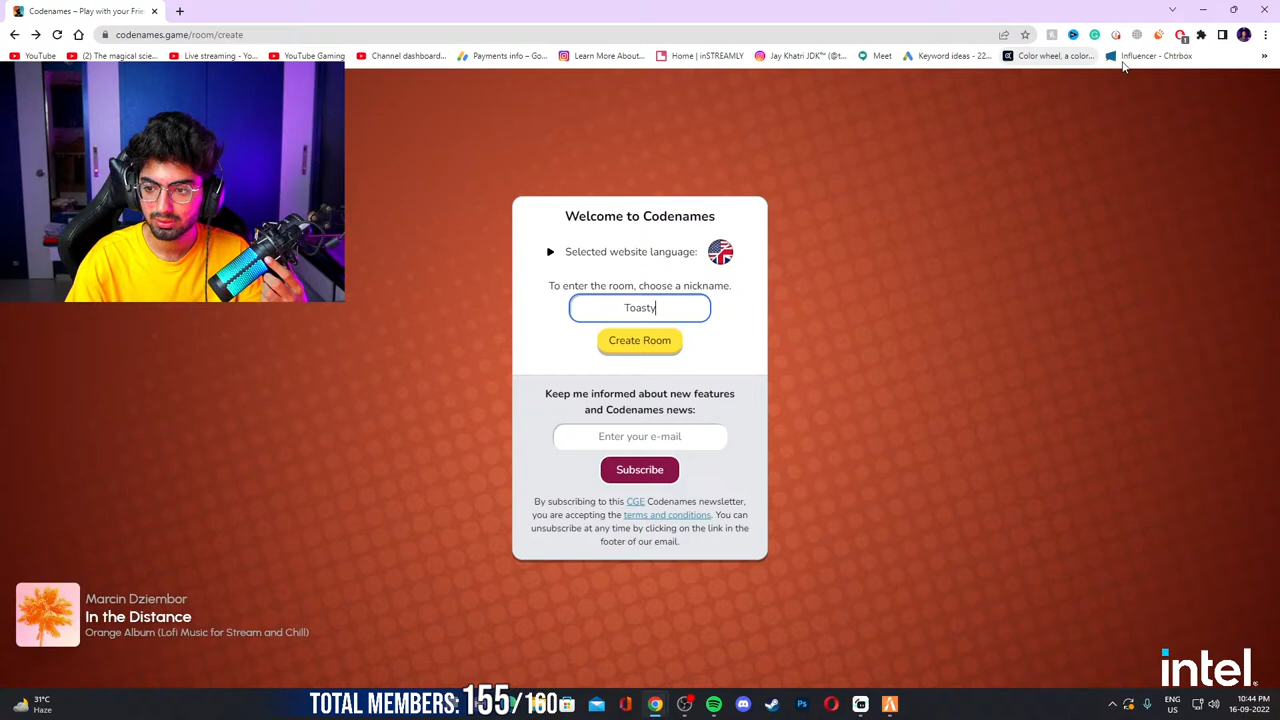 Codenames – Play with your Frie
codenames.game/room/create
YouTube
(2) The magical scie...
Live streaming - Yo...
YouTube Gaming
Channel dashboard...
Payments info – Go...
Learn More Abou...
Home | inSTREAMLY
Jay Khatri JDK™ (@t...
Meet
Keyword ideas - 22...
Color wheel, a color...
Influencer - Chtrbox
»
Welcome to Codenames
Selected website language:
To enter the room, choose a nickname.
Toasty
Create Room
Keep me informed about new features
and Codenames news:
Enter your e-mail
Subscribe
By subscribing to this CGE Codenames newsletter,
you are accepting the terms and conditions. You can
unsubscribe at any time by clicking on the link in the
footer of our email.
Marcin Dziembor
In the Distance
Orange Album (Lofi Music for Stream and Chill)
intel.
31°C
Haze
TOTAL MEMBERS: 155/160
ENG
US
10:44 PM
16-09-2022